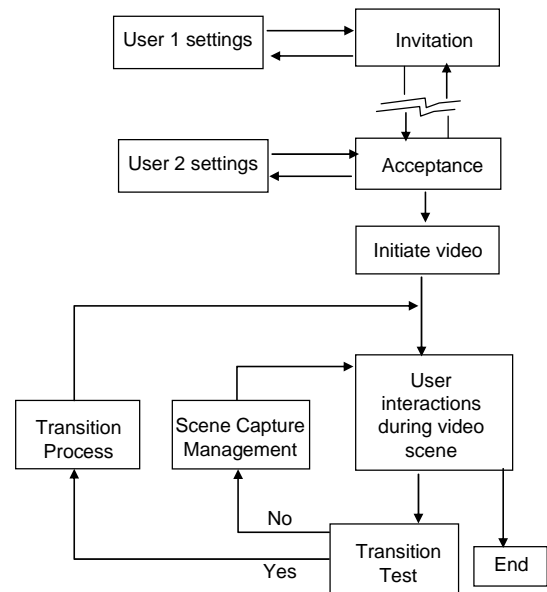 User 1 settings
Invitation
User 2 settings
Acceptance
Initiate video
User
interactions
during video
scene
Transition
Process
Scene Capture
Management
No
Yes
Transition
Test
End